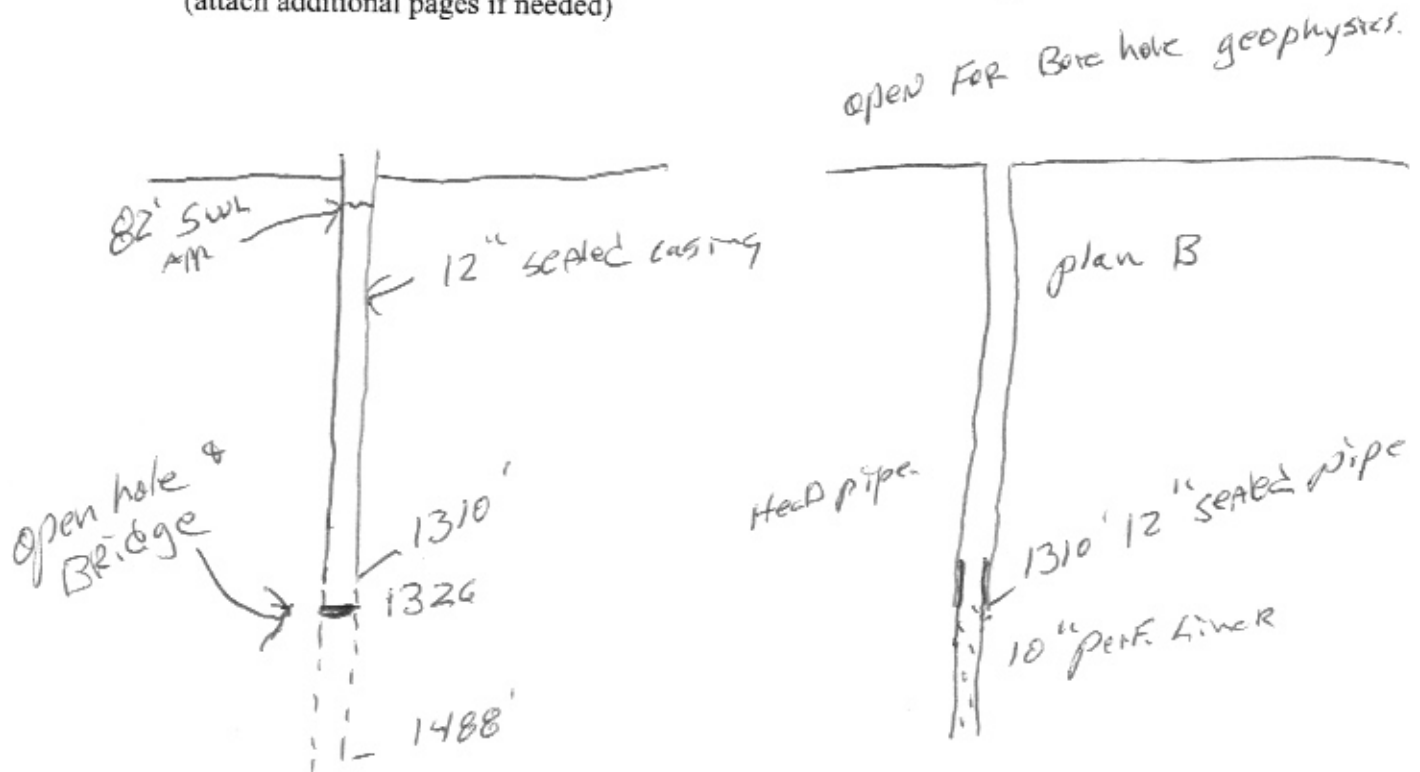 (attach additional pages if needed)
open FOR Bore hole geophysics.
82' SWL
APP
12" sealed casing
open hole &
BRidge
1310'
1326
1488'
plan B
HeaD pipe
1310' 12" seAled pipe
10" perf. LineR